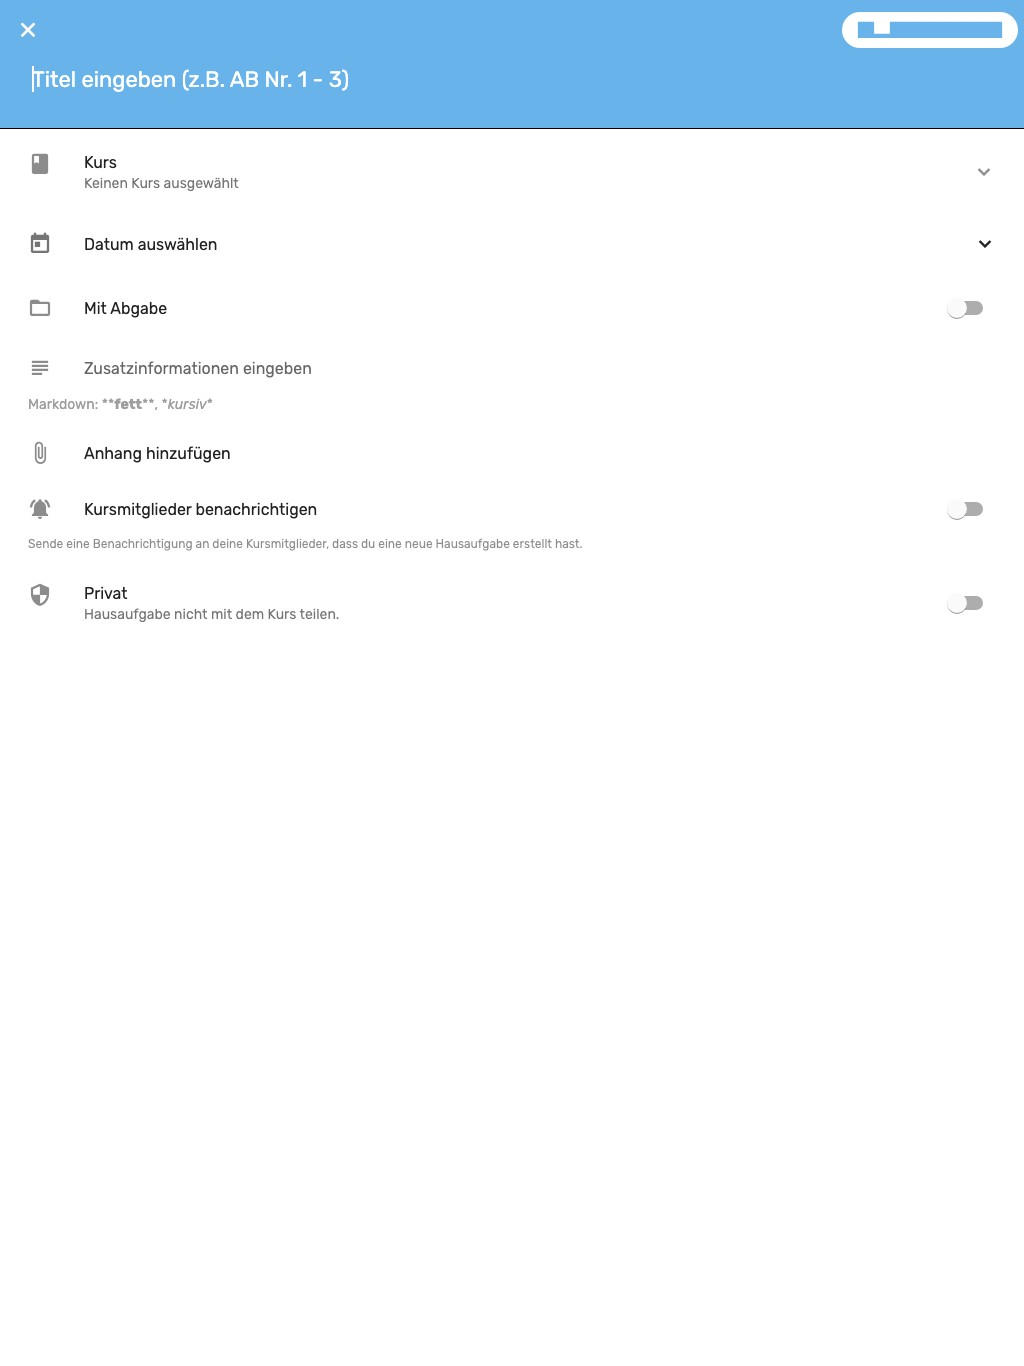 Titel eingeben (z.B. AB Nr. 1 - 3)
Kurs
Keinen Kurs ausgewählt
Datum auswählen
Mit Abgabe
Zusatzinformationen eingeben
Markdown: **fett**, *kursiv*
Anhang hinzufügen
Kursmitglieder benachrichtigen
Sende eine Benachrichtigung an deine Kursmitglieder, dass du eine neue Hausaufgabe erstellt hast.
Privat
Hausaufgabe nicht mit dem Kurs teilen.